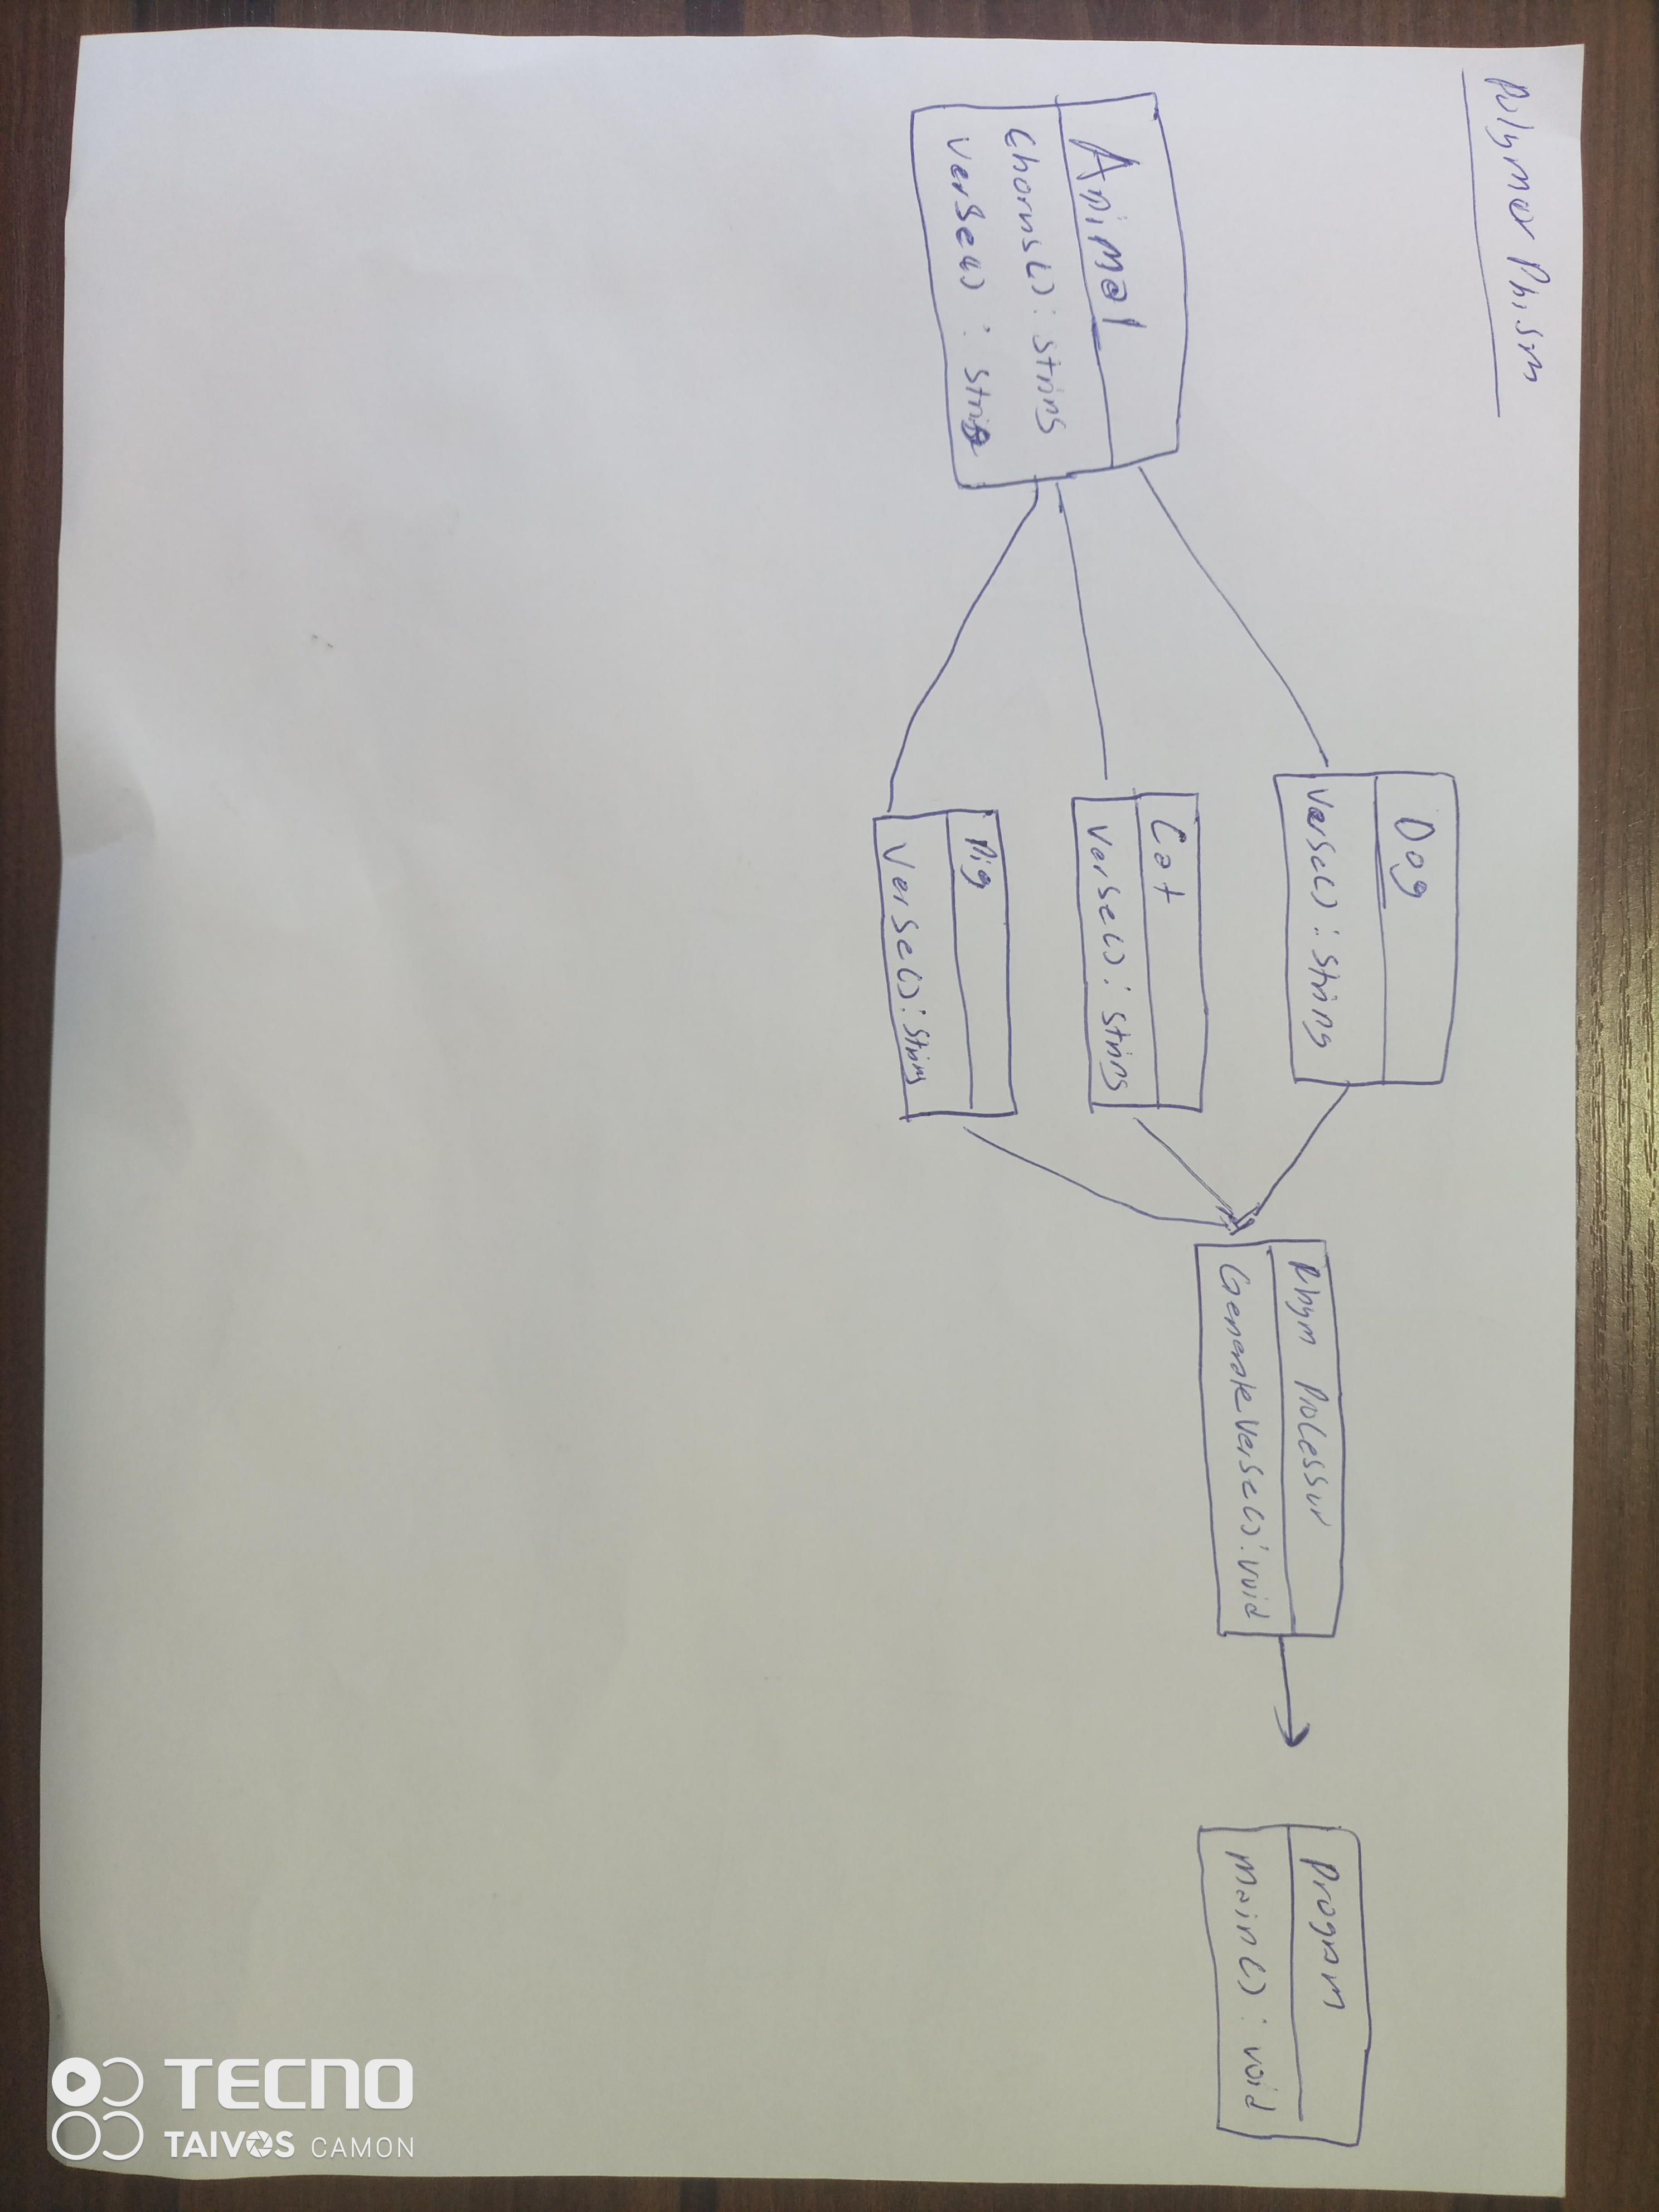 Polymorphism
Dog
Verse() : String
Cat
Verse() : String
Pig
Verse() : String
Animal
Chorus() : String
Verse() : String
Rhym Processor
GenerateVerse() : void
Program
Main() : void
TECNO
TAIVOS CAMON